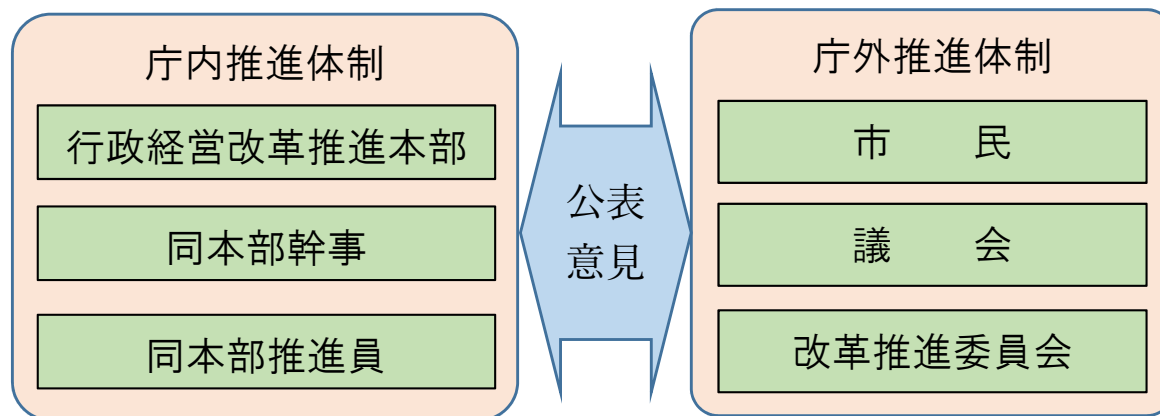 庁内推進体制
行政経営改革推進本部
同本部幹事
同本部推進員
公表
意見
庁外推進体制
市　　民
議　　会
改革推進委員会